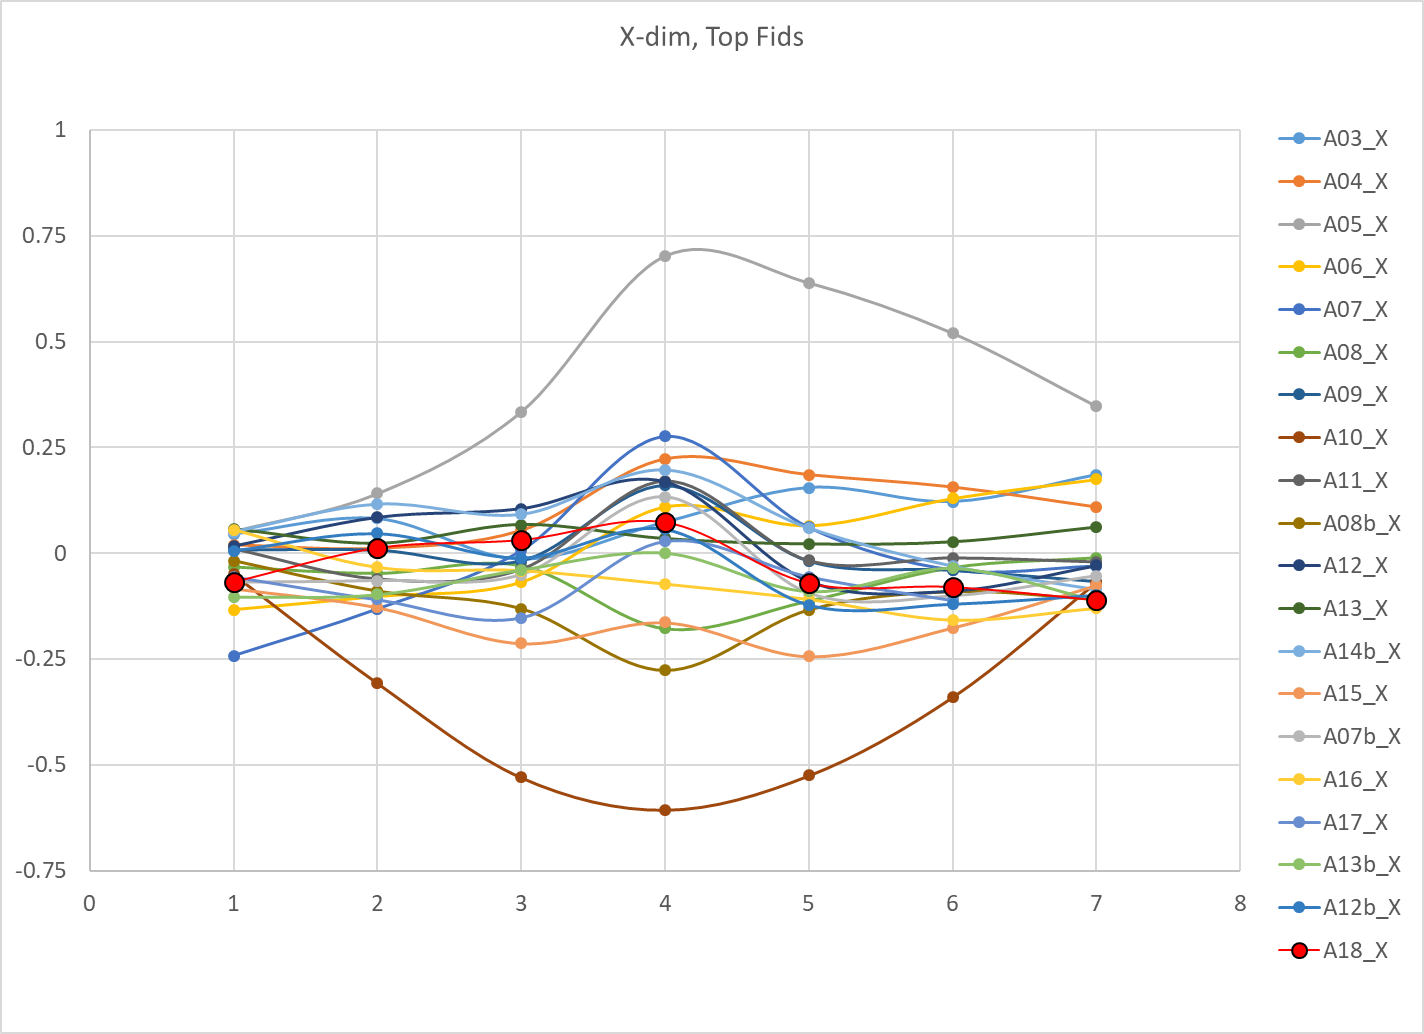 X-dim, Top Fids
1
0.75
0.5
0.25
0
-0.25
-0.5
-0.75
0 1 2 3 4 5 6 7 8
A03_X
A04_X
A05_X
A06_X
A07_X
A08_X
A09_X
A10_X
A11_X
A08b_X
A12_X
A13_X
A14b_X
A15_X
A07b_X
A16_X
A17_X
A13b_X
A12b_X
A18_X